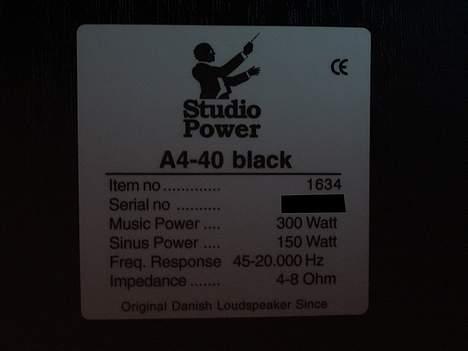 CE
Studio
Power
A4-40 black
Item no ............. 1634
Serial no ..........
Music Power .... 300 Watt
Sinus Power .... 150 Watt
Freq. Response 45-20.000 Hz
Impedance ....... 4-8 Ohm
Original Danish Loudspeaker Since